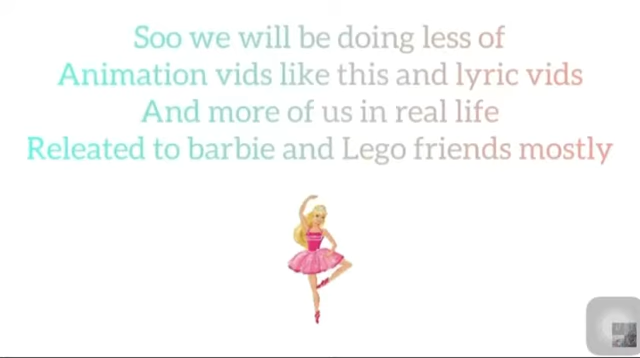 Soo we will be doing less of
Animation vids like this and lyric vids
And more of us in real life
Releated to barbie and Lego friends mostly